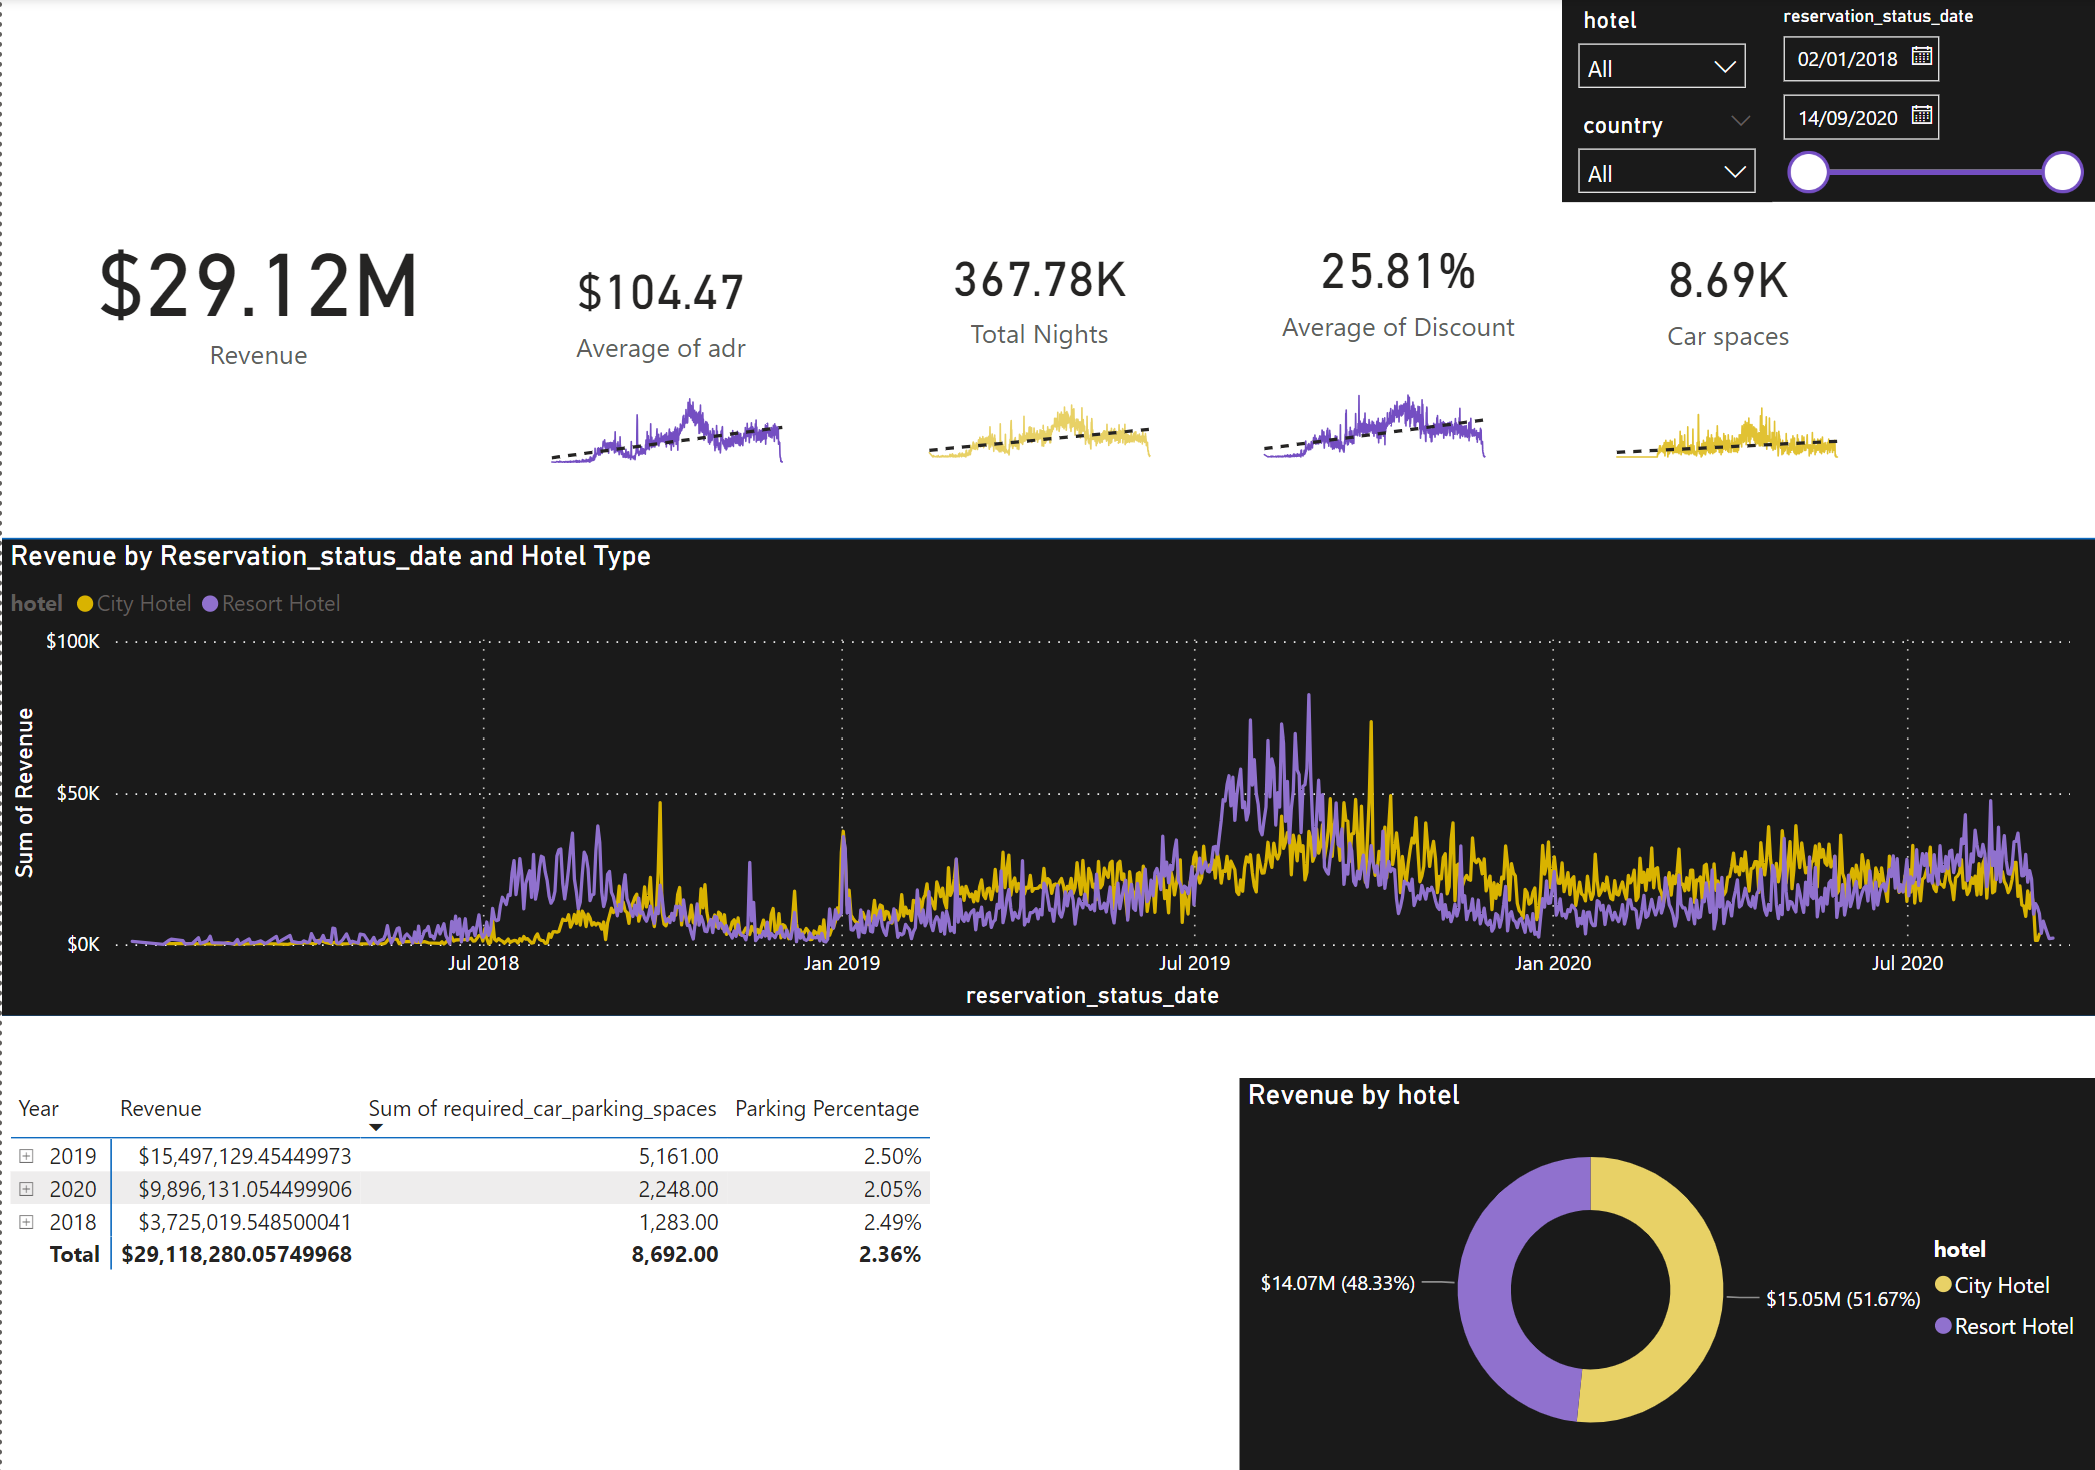 hotel
All
country
All
reservation_status_date
02/01/2018
14/09/2020
$29.12M
Revenue
$104.47
Average of adr
367.78K
Total Nights
25.81%
Average of Discount
8.69K
Car spaces
Revenue by Reservation_status_date and Hotel Type
hotel City Hotel Resort Hotel
Sum of Revenue
$100K
$50K
$0K
Jul 2018 Jan 2019 Jul 2019 Jan 2020 Jul 2020
reservation_status_date
Year Revenue Sum of required_car_parking_spaces Parking Percentage
2019 $15,497,129.45449973 5,161.00 2.50%
2020 $9,896,131.054499906 2,248.00 2.05%
2018 $3,725,019.548500041 1,283.00 2.49%
Total $29,118,280.05749968 8,692.00 2.36%
Revenue by hotel
$14.07M (48.33%)
$15.05M (51.67%)
hotel
City Hotel
Resort Hotel